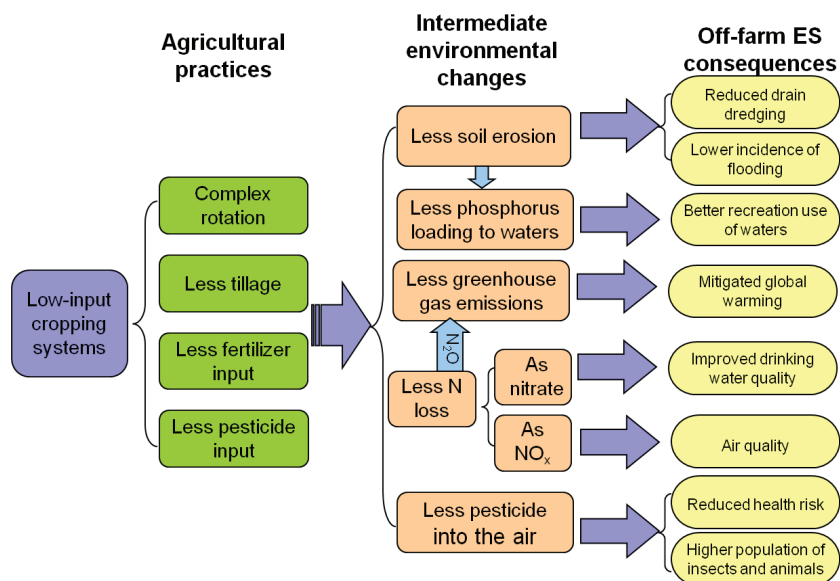 Agricultural
practices
Intermediate
environmental
changes
Off-farm ES
consequences
Low-input
cropping
systems
Complex
rotation
Less tillage
Less fertilizer
input
Less pesticide
input
Less soil erosion
Less phosphorus
loading to waters
Less greenhouse
gas emissions
N₂O
Less N
loss
As
nitrate
As
NOₓ
Less pesticide
into the air
Reduced drain
dredging
Lower incidence of
flooding
Better recreation use
of waters
Mitigated global
warming
Improved drinking
water quality
Air quality
Reduced health risk
Higher population of
insects and animals